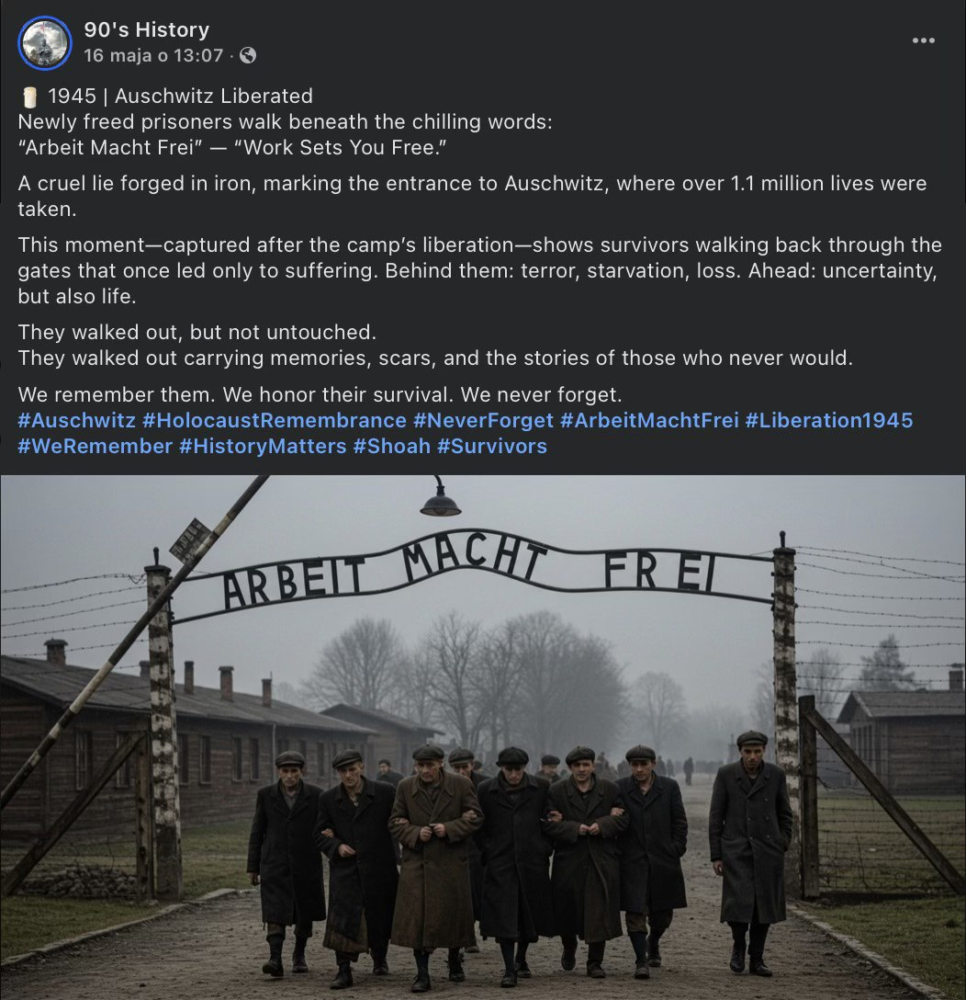 90's History
16 maja o 13:07 ·
1945 | Auschwitz Liberated
Newly freed prisoners walk beneath the chilling words:
“Arbeit Macht Frei” — “Work Sets You Free.”
A cruel lie forged in iron, marking the entrance to Auschwitz, where over 1.1 million lives were
taken.
This moment—captured after the camp’s liberation—shows survivors walking back through the
gates that once led only to suffering. Behind them: terror, starvation, loss. Ahead: uncertainty,
but also life.
They walked out, but not untouched.
They walked out carrying memories, scars, and the stories of those who never would.
We remember them. We honor their survival. We never forget.
#Auschwitz #HolocaustRemembrance #NeverForget #ArbeitMachtFrei #Liberation1945
#WeRemember #HistoryMatters #Shoah #Survivors
ARBEIT MACHT FREI